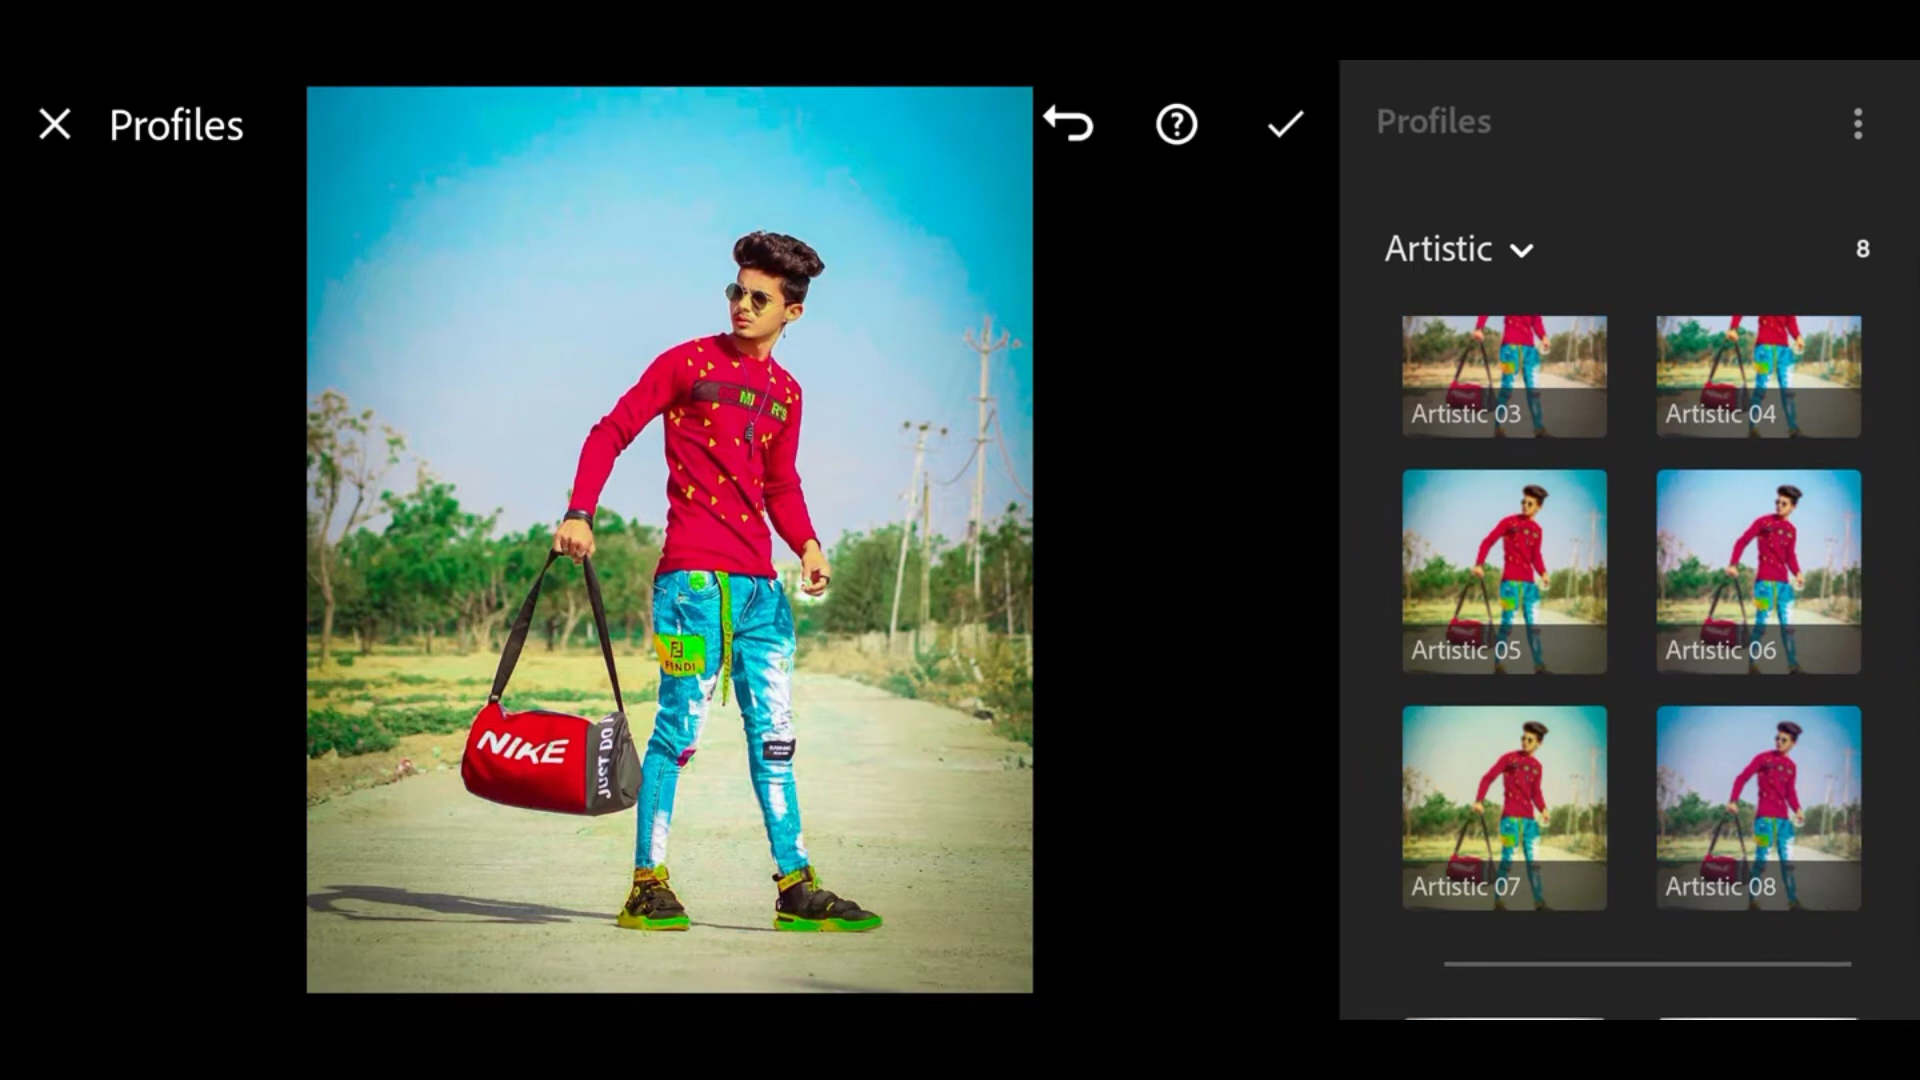 Profiles
Profiles
Artistic
8
Artistic 03
Artistic 04
Artistic 05
Artistic 06
Artistic 07
Artistic 08
MI
R'S
FENDI
NIKE
JUST DO